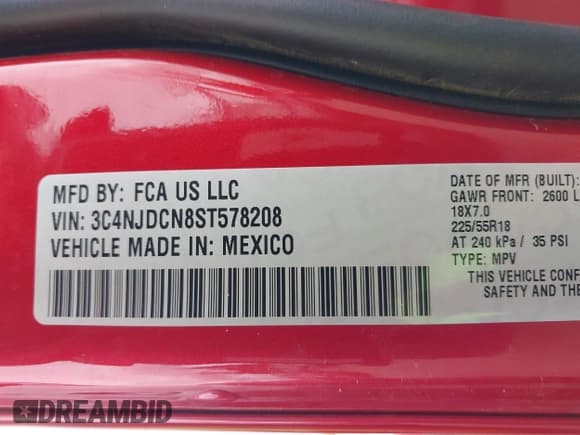 MFD BY: FCA US LLC
VIN: 3C4NJDCN8ST578208
VEHICLE MADE IN: MEXICO
DATE OF MFR (BUILT):
GAWR FRONT: 2600 L
18X7.0
225/55R18
AT 240 kPa / 35 PSI
TYPE: MPV
THIS VEHICLE CONF
SAFETY AND THE
DREAMBID